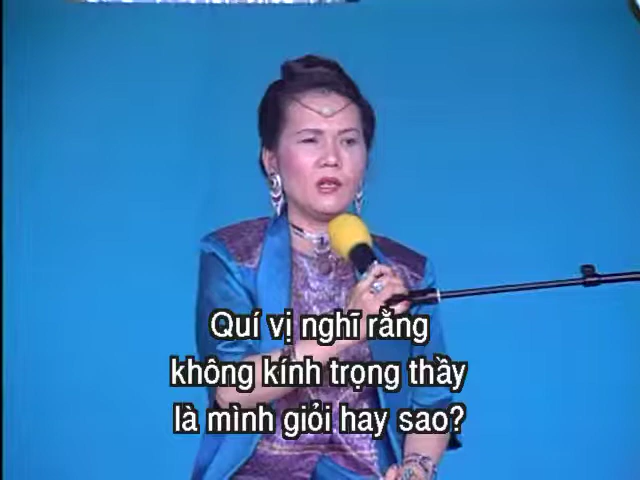 Quí vị nghĩ rằng
không kính trọng thầy
là mình giỏi hay sao?